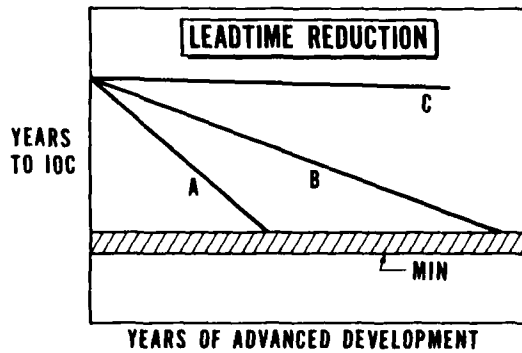 LEADTIME REDUCTION
C
YEARS
TO IOC
A
B
MIN
YEARS OF ADVANCED DEVELOPMENT